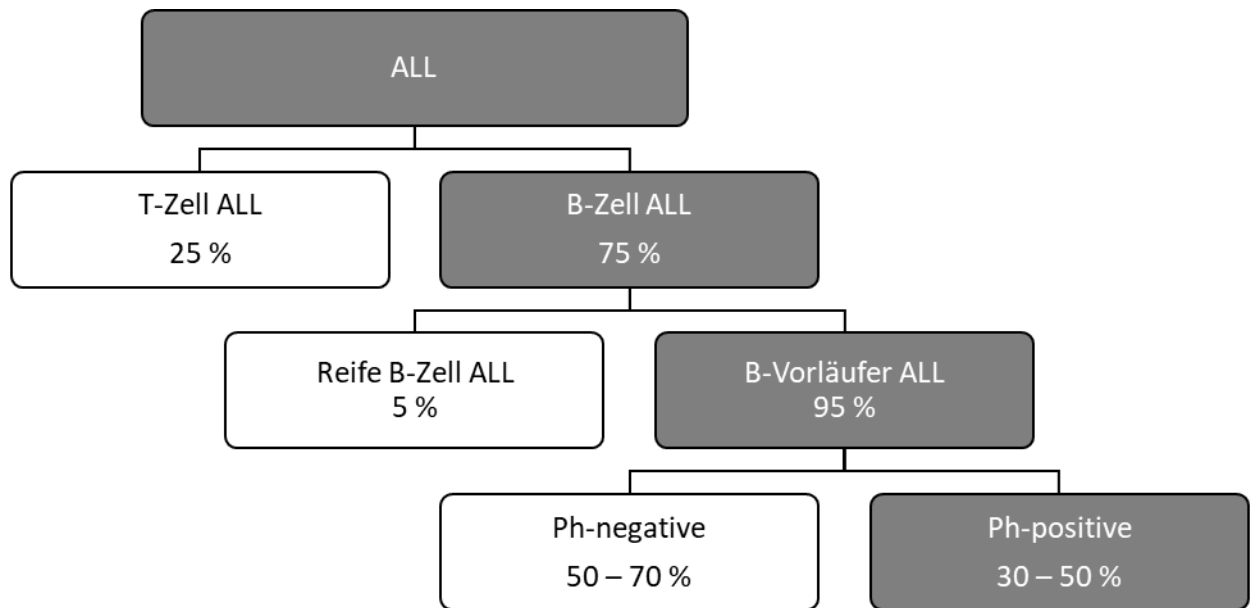 ALL
T-Zell ALL
25 %
B-Zell ALL
75 %
Reife B-Zell ALL
5 %
B-Vorläufer ALL
95 %
Ph-negative
50 – 70 %
Ph-positive
30 – 50 %